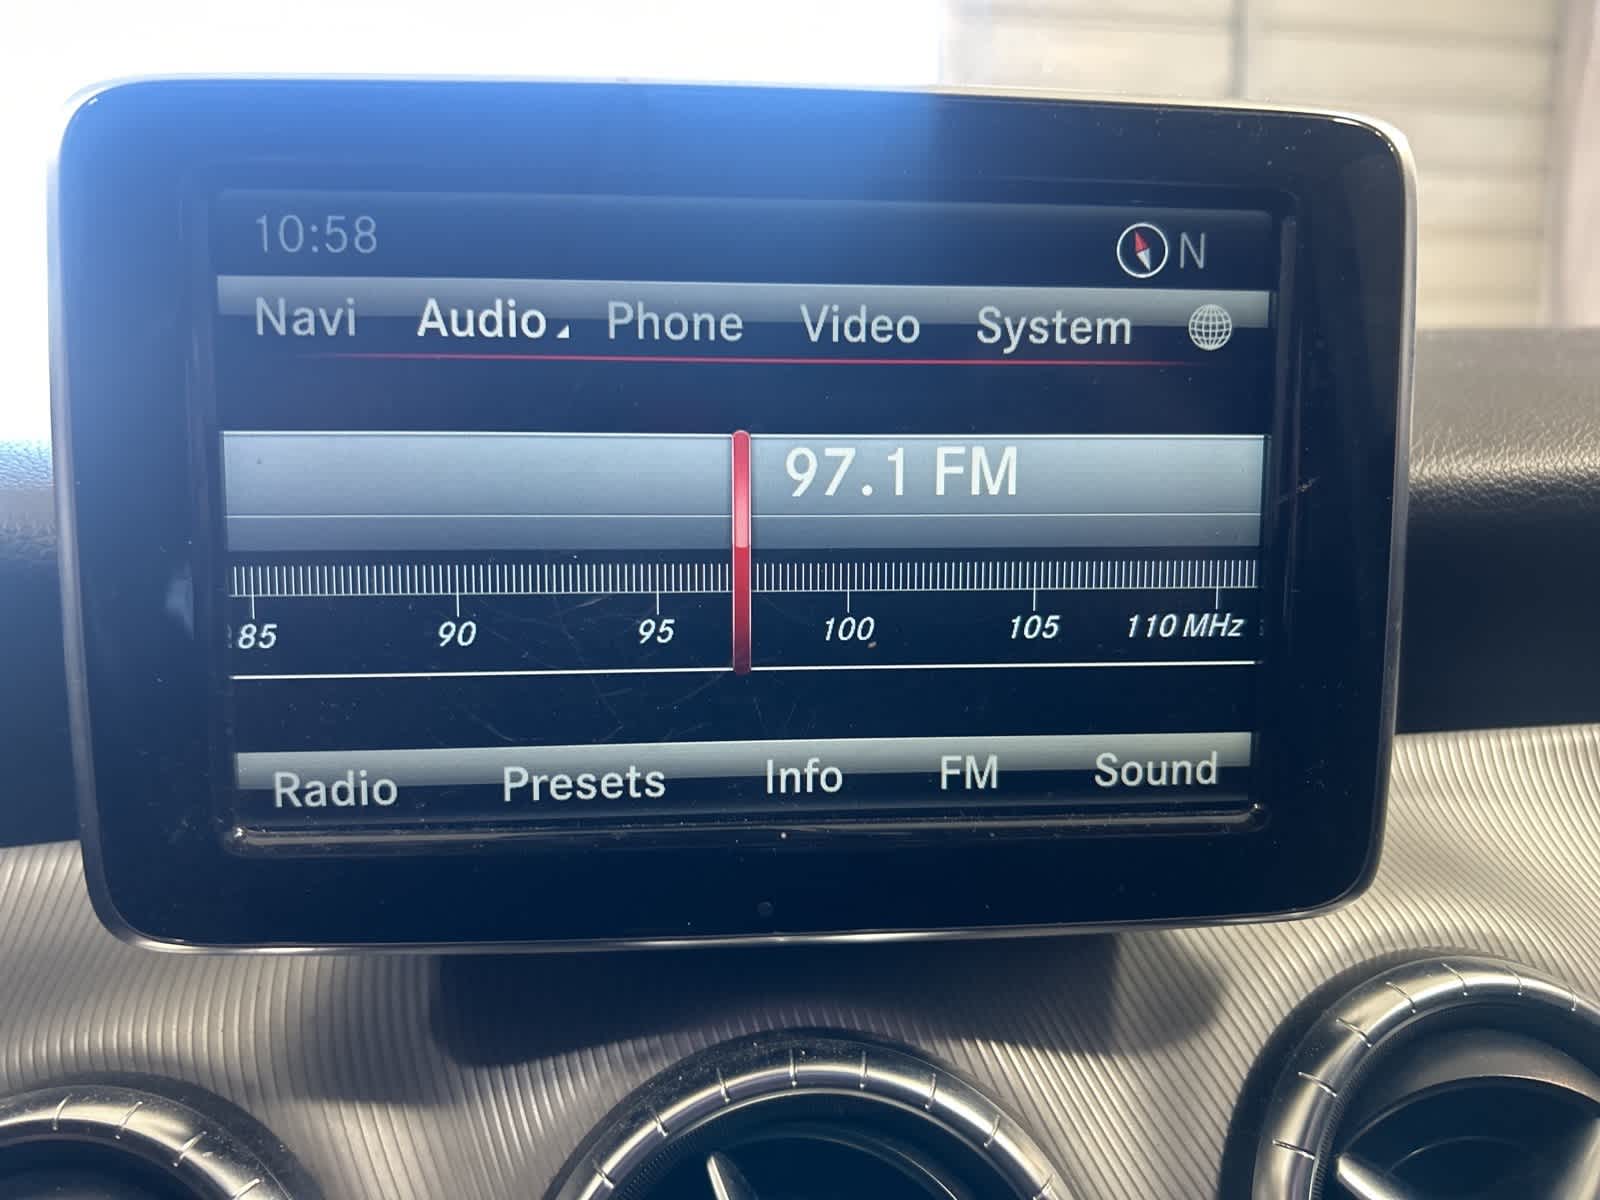 10:58 N
Navi Audio Phone Video System
97.1 FM
85 90 95 100 105 110 MHz
Radio Presets Info FM Sound